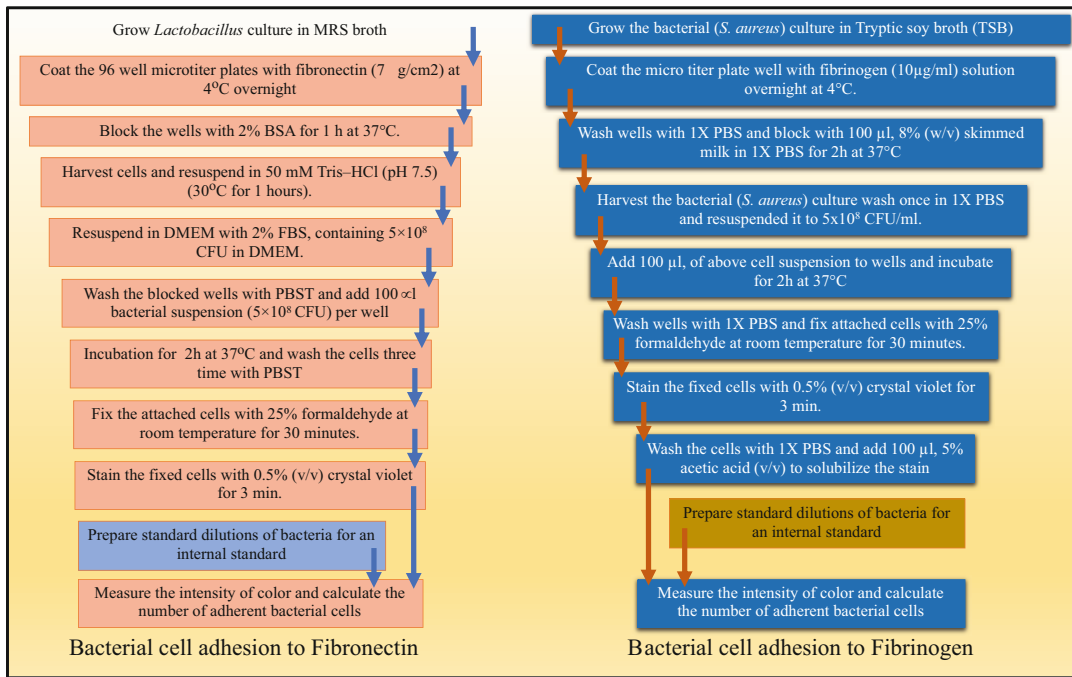 Grow Lactobacillus culture in MRS broth
Coat the 96 well microtiter plates with fibronectin (7 g/cm2) at
4⁰C overnight
Block the wells with 2% BSA for 1 h at 37°C.
Harvest cells and resuspend in 50 mM Tris–HCl (pH 7.5)
(30⁰C for 1 hours).
Resuspend in DMEM with 2% FBS, containing 5×10⁸
CFU in DMEM.
Wash the blocked wells with PBST and add 100 ∝l
bacterial suspension (5×10⁸ CFU) per well
Incubation for 2h at 37⁰C and wash the cells three
time with PBST
Fix the attached cells with 25% formaldehyde at
room temperature for 30 minutes.
Stain the fixed cells with 0.5% (v/v) crystal violet
for 3 min.
Prepare standard dilutions of bacteria for an
internal standard
Measure the intensity of color and calculate the
number of adherent bacterial cells
Bacterial cell adhesion to Fibronectin
Grow the bacterial (S. aureus) culture in Tryptic soy broth (TSB)
Coat the micro titer plate well with fibrinogen (10µg/ml) solution
overnight at 4°C.
Wash wells with 1X PBS and block with 100 µl, 8% (w/v) skimmed
milk in 1X PBS for 2h at 37°C
Harvest the bacterial (S. aureus) culture wash once in 1X PBS
and resuspended it to 5x10⁸ CFU/ml.
Add 100 µl, of above cell suspension to wells and incubate
for 2h at 37°C
Wash wells with 1X PBS and fix attached cells with 25%
formaldehyde at room temperature for 30 minutes.
Stain the fixed cells with 0.5% (v/v) crystal violet for
3 min.
Wash the cells with 1X PBS and add 100 µl, 5%
acetic acid (v/v) to solubilize the stain
Prepare standard dilutions of bacteria for
an internal standard
Measure the intensity of color and calculate
the number of adherent bacterial cells
Bacterial cell adhesion to Fibrinogen